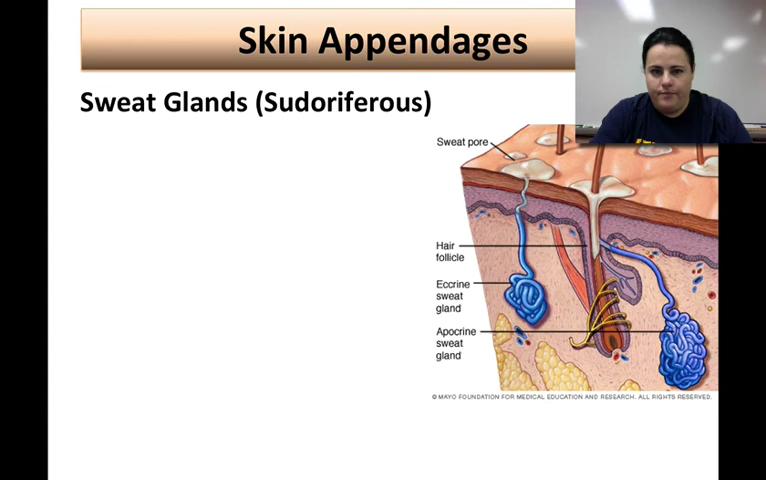 Skin Appendages
Sweat Glands (Sudoriferous)
Sweat pore
Hair
follicle
Eccrine
sweat
gland
Apocrine
sweat
gland
© MAYO FOUNDATION FOR MEDICAL EDUCATION AND RESEARCH. ALL RIGHTS RESERVED.